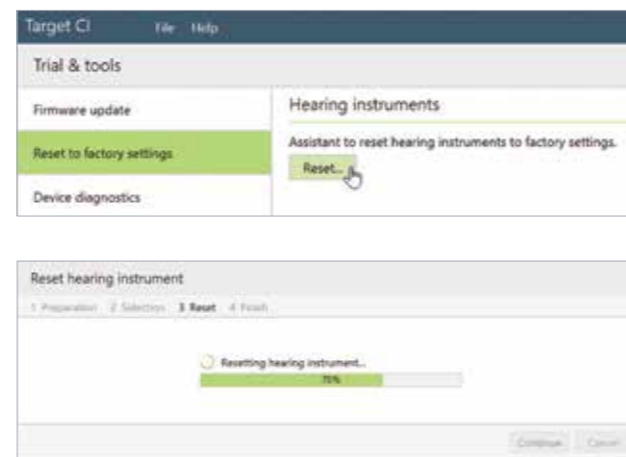 Target CI File Help
Trial & tools
Firmware update
Hearing instruments
Reset to factory settings
Assistant to reset hearing instruments to factory settings.
Reset...
Device diagnostics
Reset hearing instrument
1 Preparation 2 Selection 3 Reset 4 Finish
Resetting hearing instrument...
70%
Continue Cancel